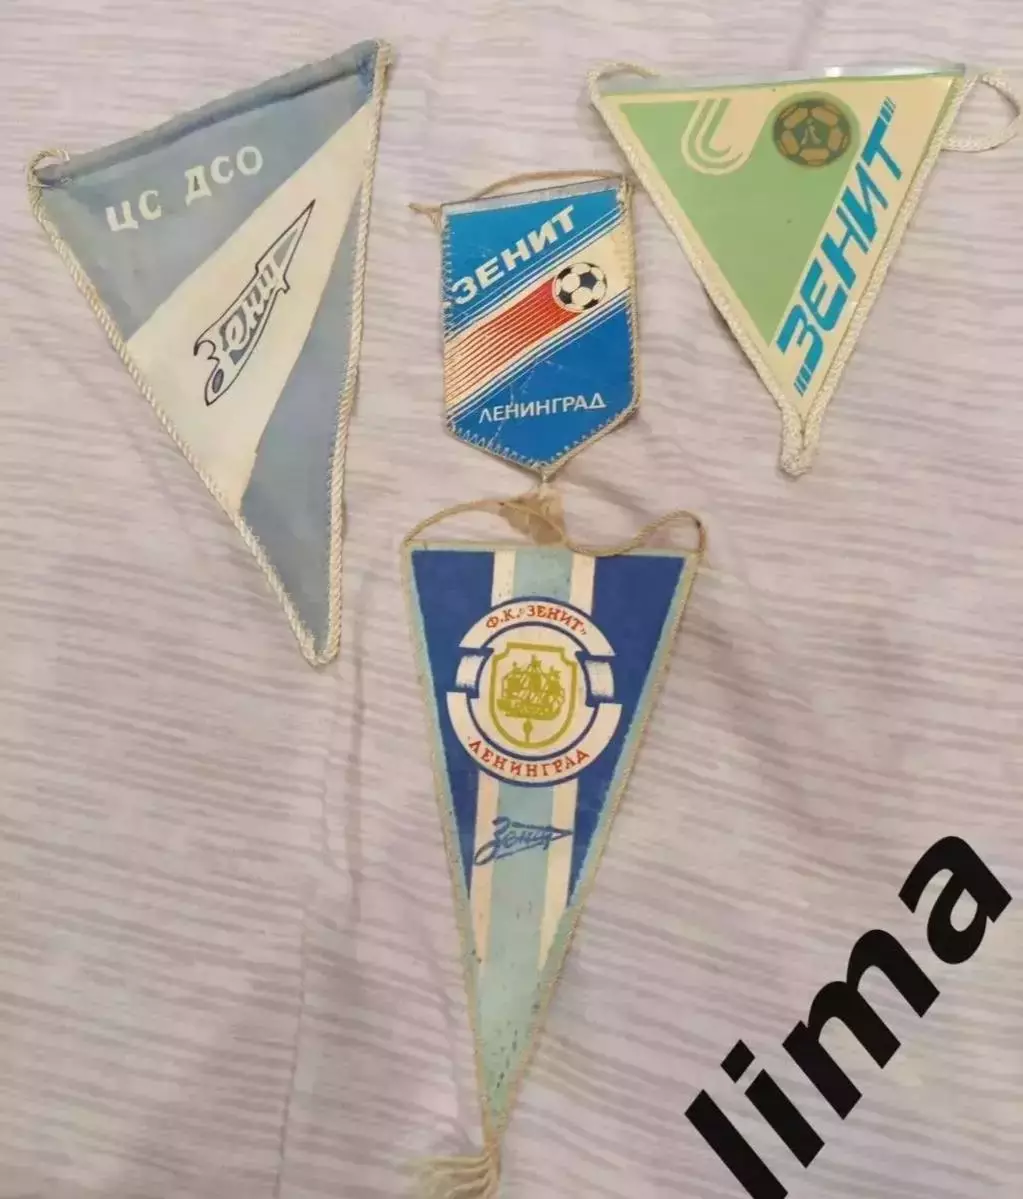 ЦС ДСО
Зенит
ЗЕНИТ
ЛЕНИНГРАД
Л
"ЗЕНИТ"
Ф.К."ЗЕНИТ"
ЛЕНИНГРАД
Зенит
lima